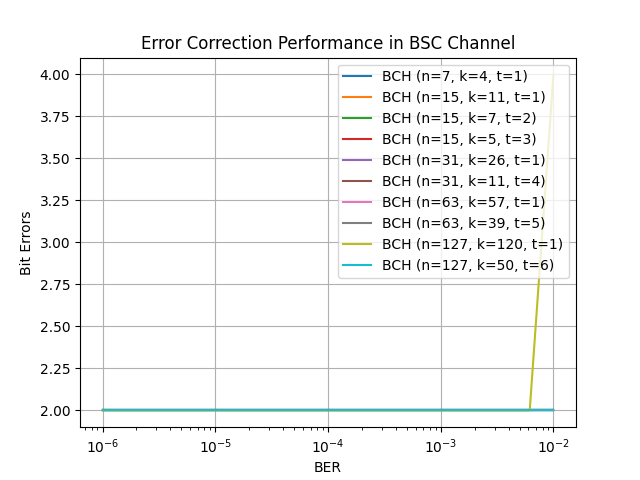 Error Correction Performance in BSC Channel
4.00
3.75
3.50
3.25
3.00
2.75
2.50
2.25
2.00
Bit Errors
BCH (n=7, k=4, t=1)
BCH (n=15, k=11, t=1)
BCH (n=15, k=7, t=2)
BCH (n=15, k=5, t=3)
BCH (n=31, k=26, t=1)
BCH (n=31, k=11, t=4)
BCH (n=63, k=57, t=1)
BCH (n=63, k=39, t=5)
BCH (n=127, k=120, t=1)
BCH (n=127, k=50, t=6)
10⁻⁶ 10⁻⁵ 10⁻⁴ 10⁻³ 10⁻²
BER